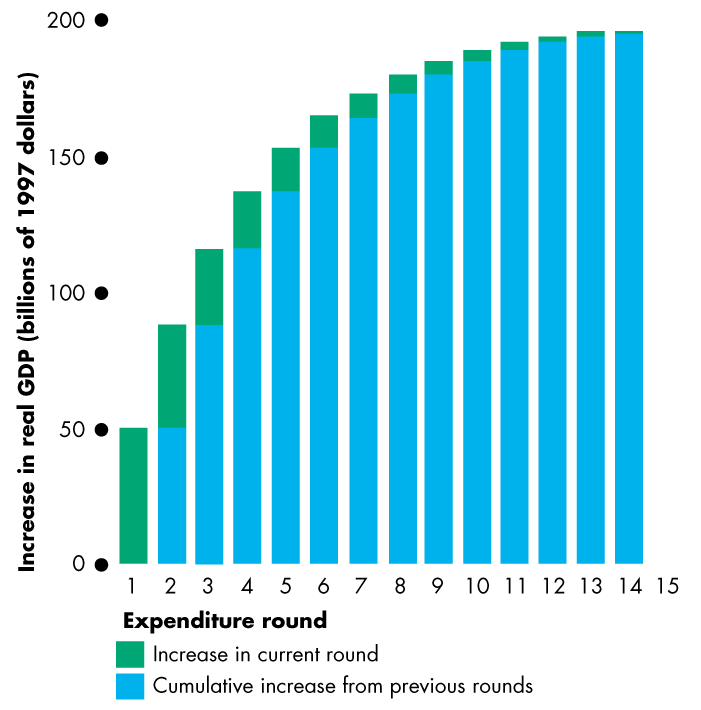 200
150
100
50
0
Increase in real GDP (billions of 1997 dollars)
1 2 3 4 5 6 7 8 9 10 11 12 13 14 15
Expenditure round
Increase in current round
Cumulative increase from previous rounds